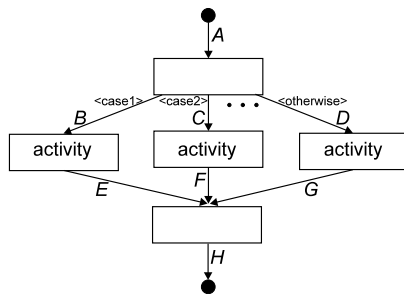 A
<case1> <case2> ... <otherwise>
B C D
activity activity activity
E F G
H